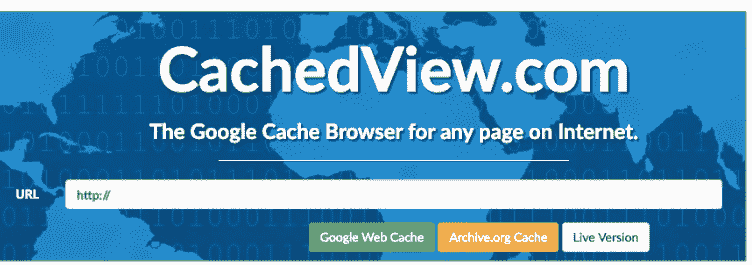 CachedView.com
The Google Cache Browser for any page on Internet.
URL
http://
Google Web Cache
Archive.org Cache
Live Version